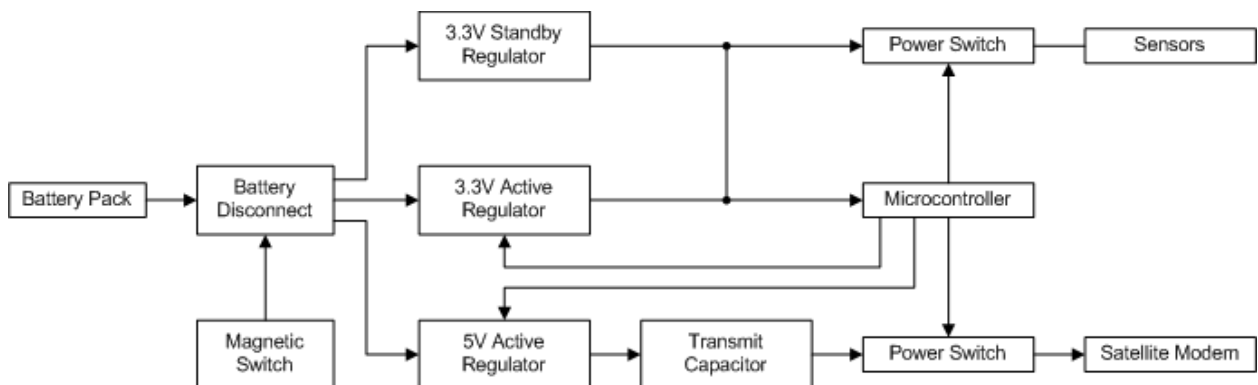 3.3V Standby
Regulator
Power Switch
Sensors
Battery Pack
Battery
Disconnect
3.3V Active
Regulator
Microcontroller
Magnetic
Switch
5V Active
Regulator
Transmit
Capacitor
Power Switch
Satellite Modem